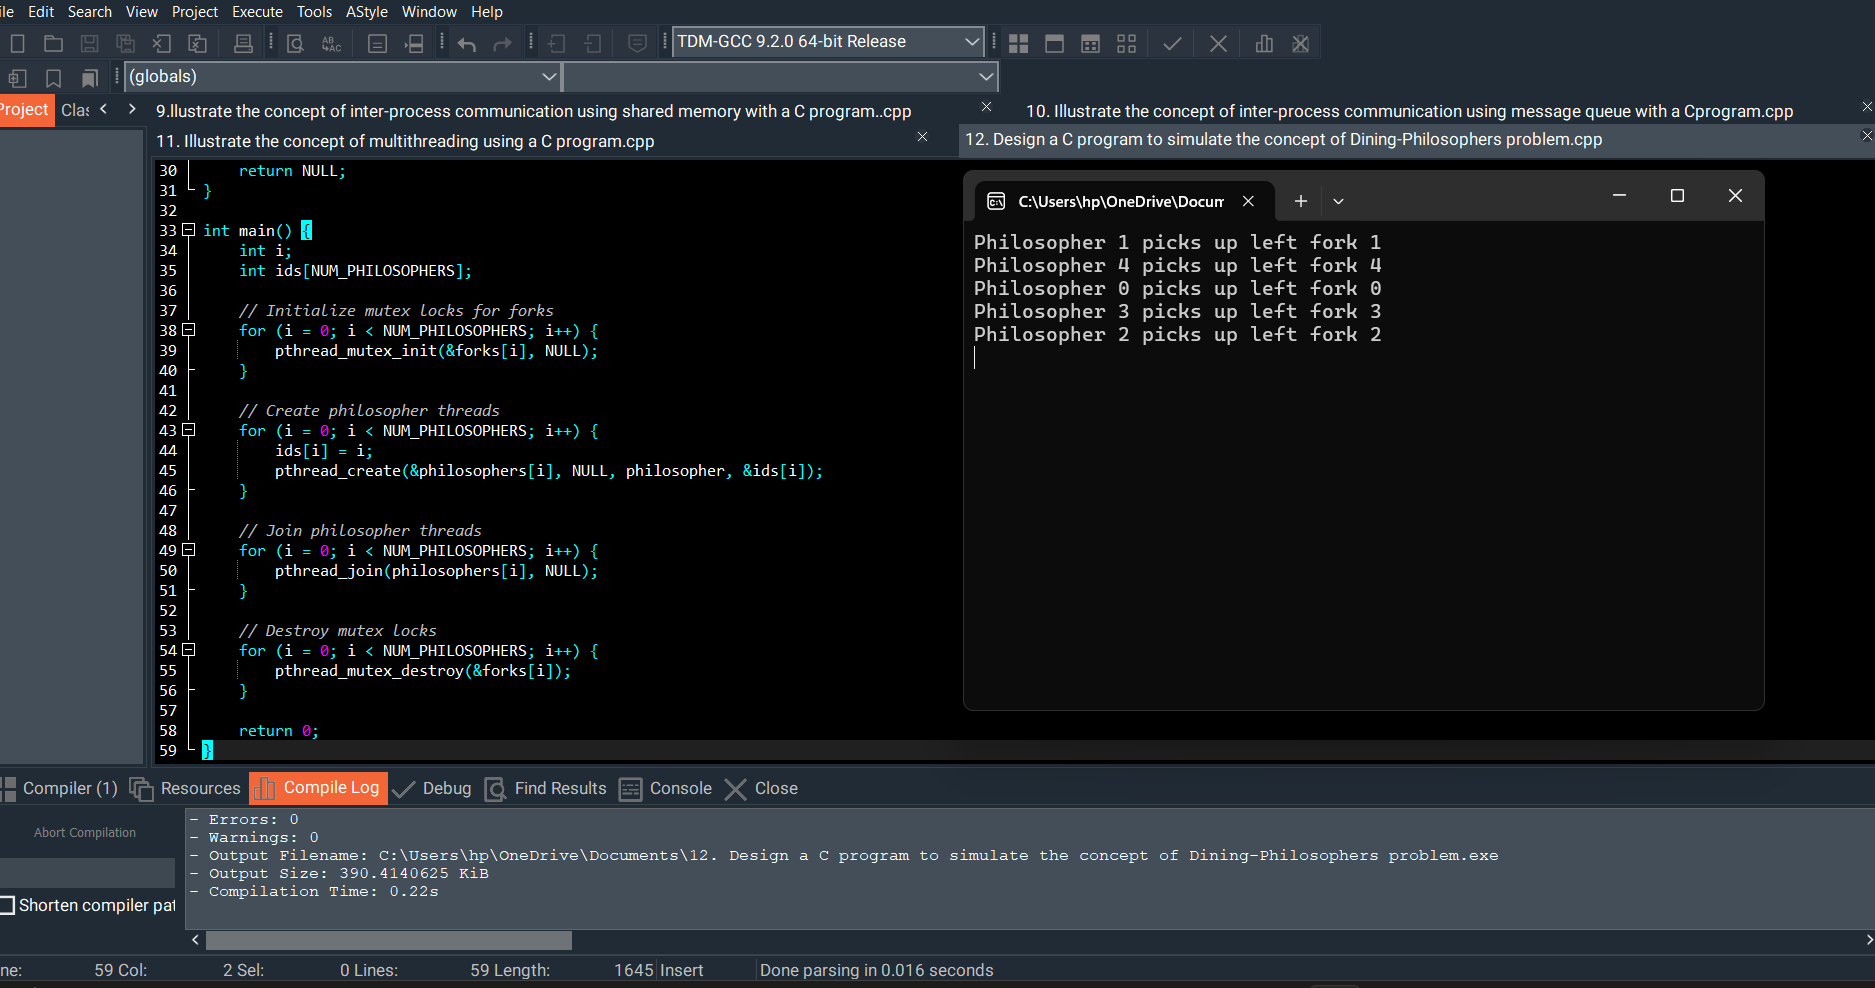 ile Edit Search View Project Execute Tools AStyle Window Help
TDM-GCC 9.2.0 64-bit Release
(globals)
Project Clas 9.llustrate the concept of inter-process communication using shared memory with a C program..cpp 10. Illustrate the concept of inter-process communication using message queue with a Cprogram.cpp
11. Illustrate the concept of multithreading using a C program.cpp 12. Design a C program to simulate the concept of Dining-Philosophers problem.cpp
30 return NULL;
31 }
32
33 int main() {
34 int i;
35 int ids[NUM_PHILOSOPHERS];
36
37 // Initialize mutex locks for forks
38 for (i = 0; i < NUM_PHILOSOPHERS; i++) {
39 pthread_mutex_init(&forks[i], NULL);
40 }
41
42 // Create philosopher threads
43 for (i = 0; i < NUM_PHILOSOPHERS; i++) {
44 ids[i] = i;
45 pthread_create(&philosophers[i], NULL, philosopher, &ids[i]);
46 }
47
48 // Join philosopher threads
49 for (i = 0; i < NUM_PHILOSOPHERS; i++) {
50 pthread_join(philosophers[i], NULL);
51 }
52
53 // Destroy mutex locks
54 for (i = 0; i < NUM_PHILOSOPHERS; i++) {
55 pthread_mutex_destroy(&forks[i]);
56 }
57
58 return 0;
59 }
C:\Users\hp\OneDrive\Docum
Philosopher 1 picks up left fork 1
Philosopher 4 picks up left fork 4
Philosopher 0 picks up left fork 0
Philosopher 3 picks up left fork 3
Philosopher 2 picks up left fork 2
Compiler (1) Resources Compile Log Debug Find Results Console Close
Abort Compilation
Shorten compiler pat
- Errors: 0
- Warnings: 0
- Output Filename: C:\Users\hp\OneDrive\Documents\12. Design a C program to simulate the concept of Dining-Philosophers problem.exe
- Output Size: 390.4140625 KiB
- Compilation Time: 0.22s
ne: 59 Col: 2 Sel: 0 Lines: 59 Length: 1645 Insert Done parsing in 0.016 seconds